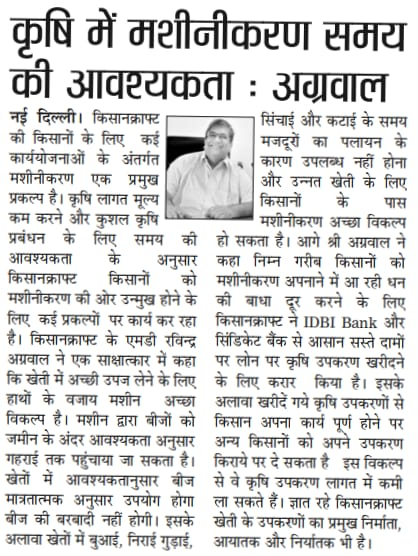 कृषि में मशीनीकरण समय
की आवश्यकता : अग्रवाल
नई दिल्ली। किसानक्राफ्ट
की किसानों के लिए कई
कार्ययोजनाओं के अंतर्गत
मशीनीकरण एक प्रमुख
प्रकल्प है। कृषि लागत मूल्य
कम करने और कुशल कृषि
प्रबंधन के लिए समय की
आवश्यकता के अनुसार
किसानक्राफ्ट किसानों को
मशीनीकरण की ओर उन्मुख होने के
लिए कई प्रकल्पों पर कार्य कर रहा
है। किसानक्राफ्ट के एमडी रविन्द्र
अग्रवाल ने एक साक्षात्कार में कहा
कि खेती में अच्छी उपज लेने के लिए
हाथों के वजाय मशीन अच्छा
विकल्प है। मशीन द्वारा बीजों को
जमीन के अंदर आवश्यकता अनुसार
गहराई तक पहुंचाया जा सकता है।
खेतों में आवश्यकतानुसार बीज
मात्रतात्मक अनुसार उपयोग होगा
बीज की बरबादी नहीं होगी। इसके
अलावा खेतों में बुआई, निराई गुड़ाई,
सिंचाई और कटाई के समय
मजदूरों का पलायन के
कारण उपलब्ध नहीं होना
और उन्नत खेती के लिए
किसानों के पास
मशीनीकरण अच्छा विकल्प
हो सकता है। आगे श्री अग्रवाल ने
कहा निम्न गरीब किसानों को
मशीनीकरण अपनाने में आ रही धन
की बाधा दूर करने के लिए
किसानक्राफ्ट ने IDBI Bank और
सिंडिकेट बैंक से आसान सस्ते दामों
पर लोन पर कृषि उपकरण खरीदने
के लिए करार किया है। इसके
अलावा खरीदें गये कृषि उपकरणों से
किसान अपना कार्य पूर्ण होने पर
अन्य किसानों को अपने उपकरण
किराये पर दे सकता है इस विकल्प
से वे कृषि उपकरण लागत में कमी
ला सकते हैं। ज्ञात रहे किसानक्राफ्ट
खेती के उपकरणों का प्रमुख निर्माता,
आयातक और निर्यातक भी है।